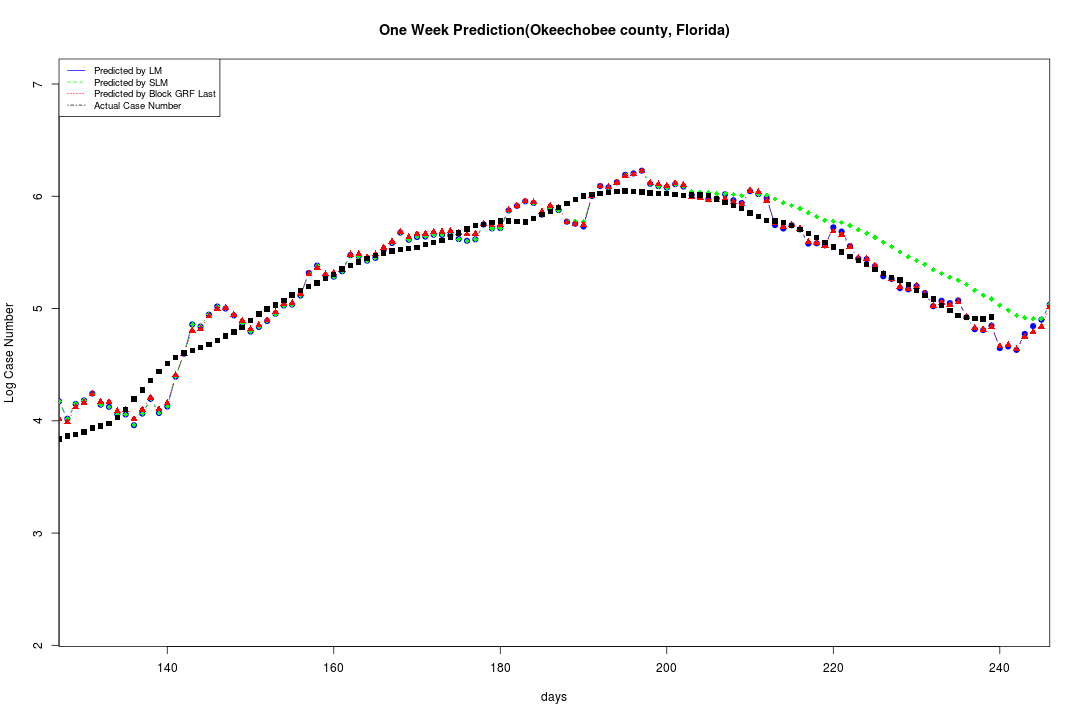 One Week Prediction(Okeechobee county, Florida)
Predicted by LM
Predicted by SLM
Predicted by Block GRF Last
Actual Case Number
7
6
5
4
3
2
Log Case Number
140 160 180 200 220 240
days